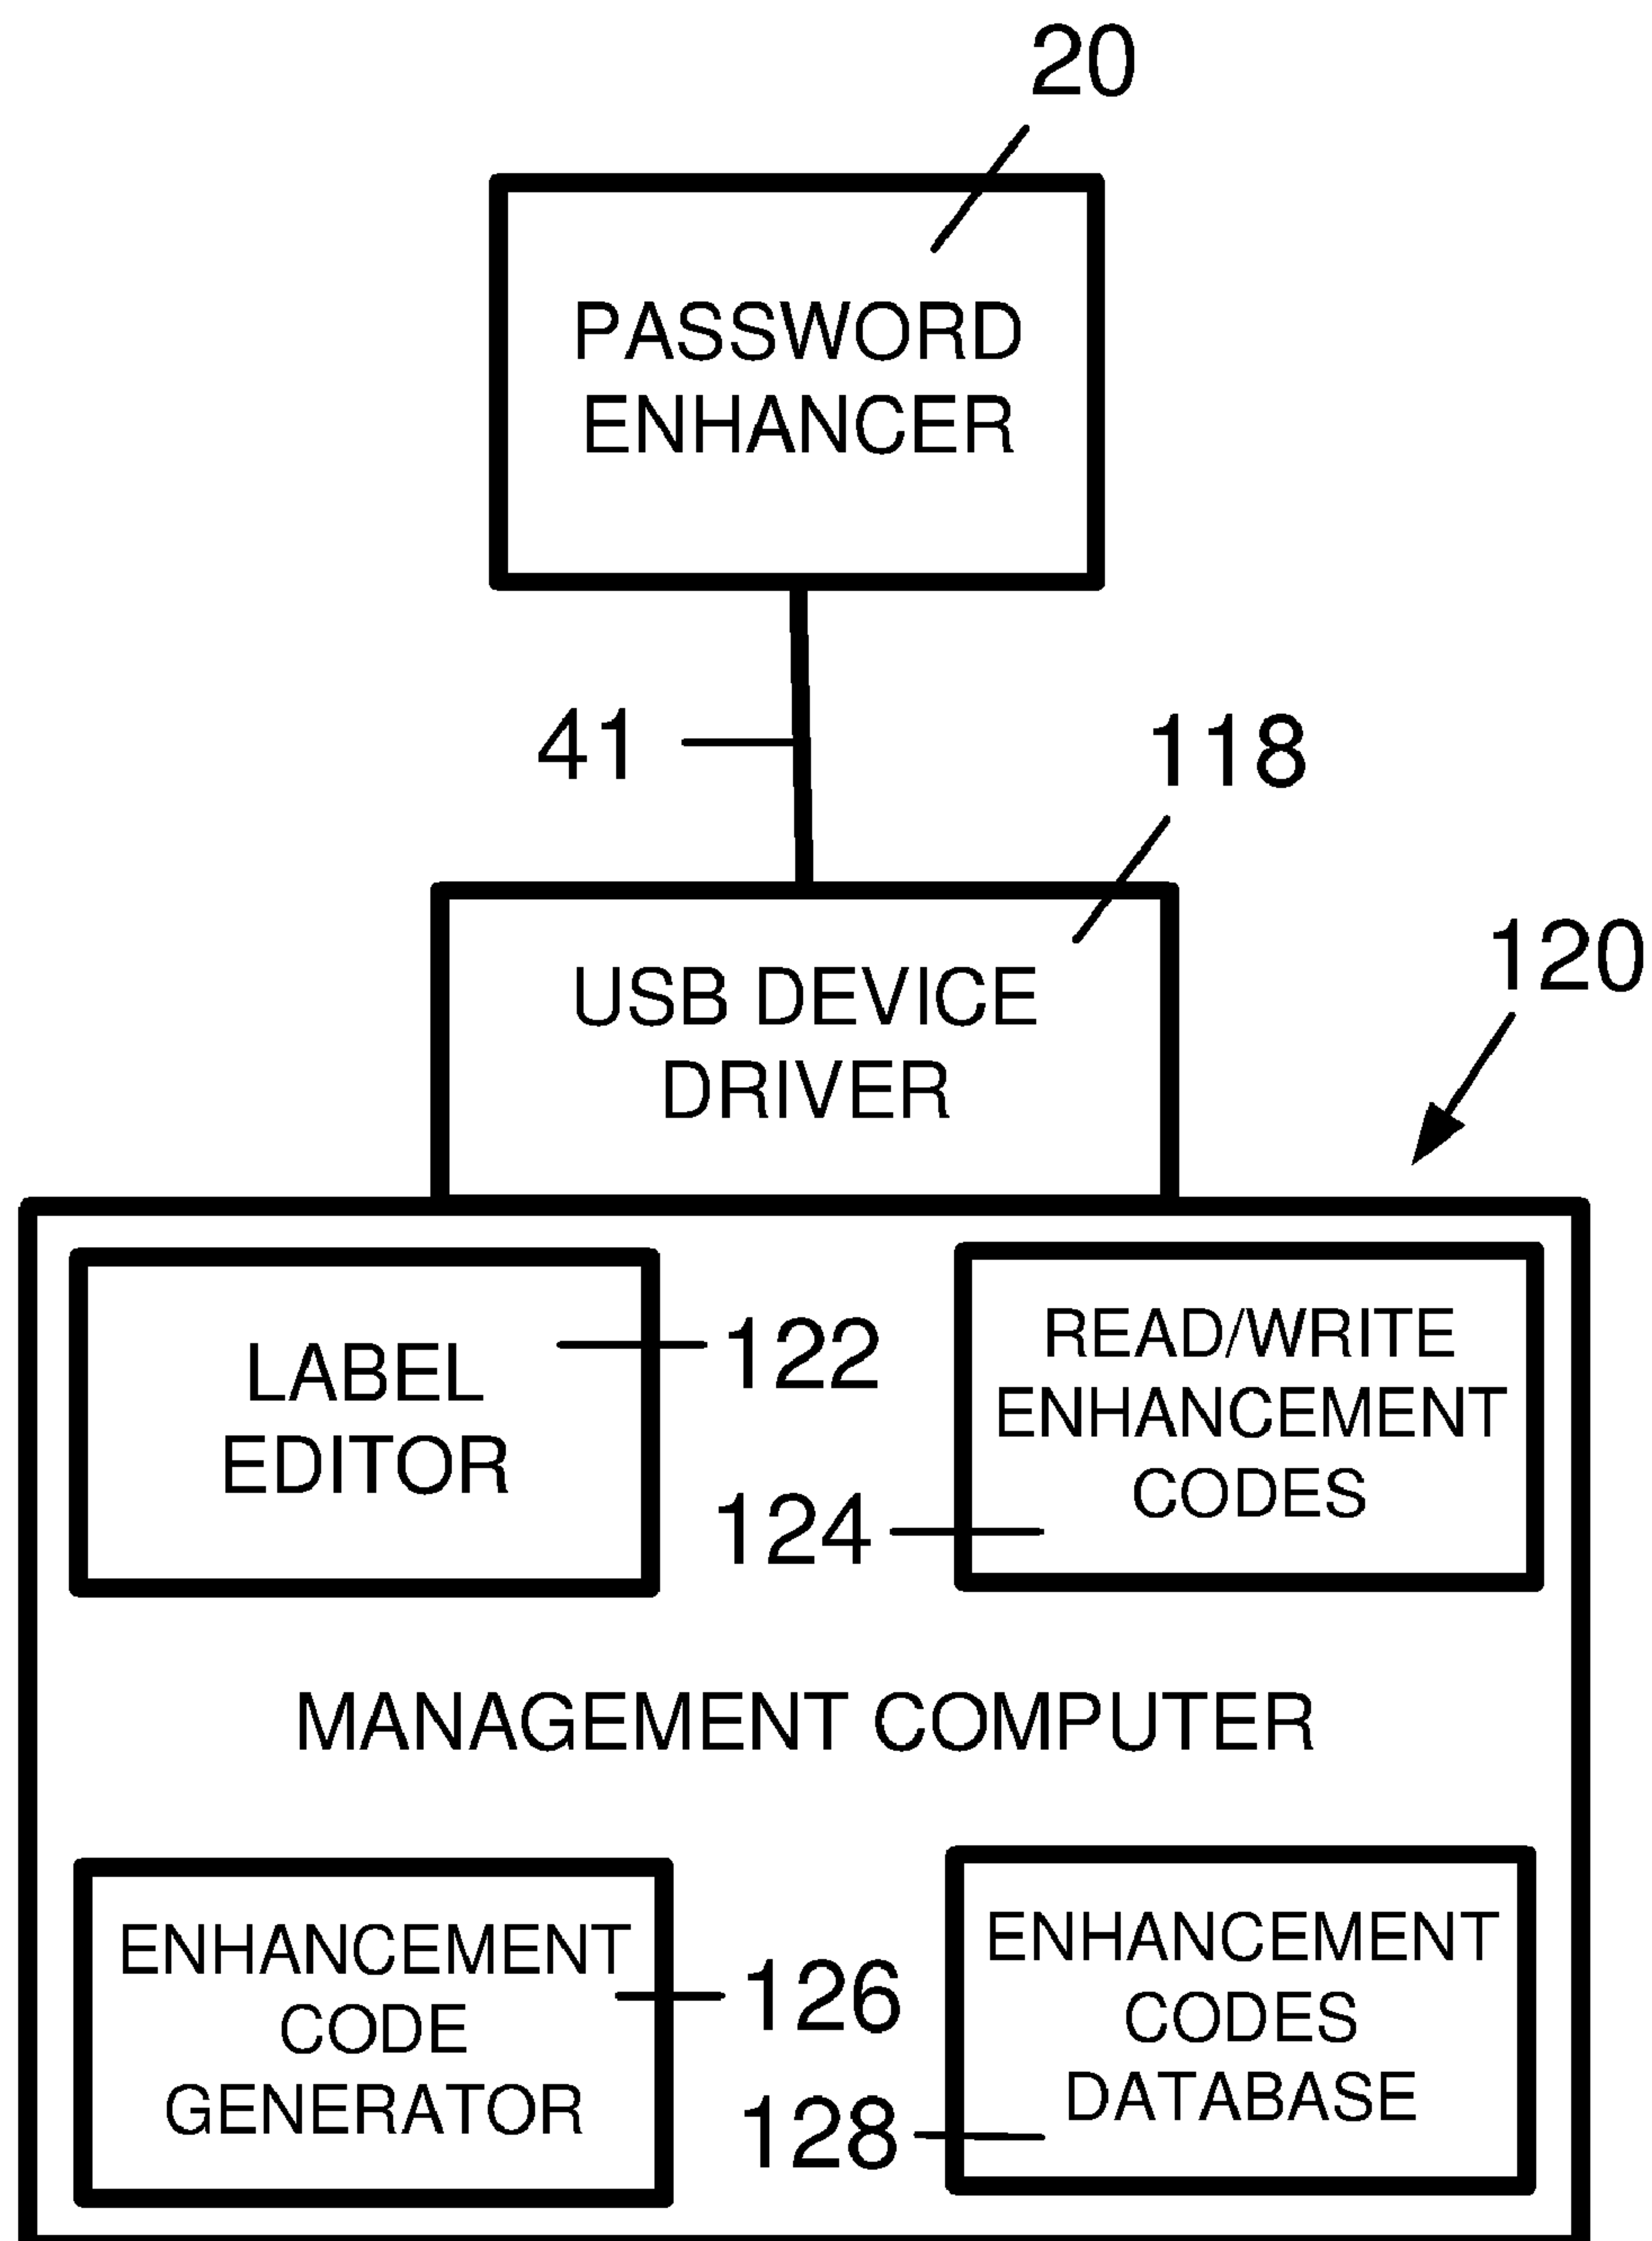 20
PASSWORD
ENHANCER
41
118
USB DEVICE
DRIVER
120
LABEL
EDITOR
122
READ/WRITE
ENHANCEMENT
CODES
124
MANAGEMENT COMPUTER
ENHANCEMENT
CODE
GENERATOR
126
ENHANCEMENT
CODES
DATABASE
128